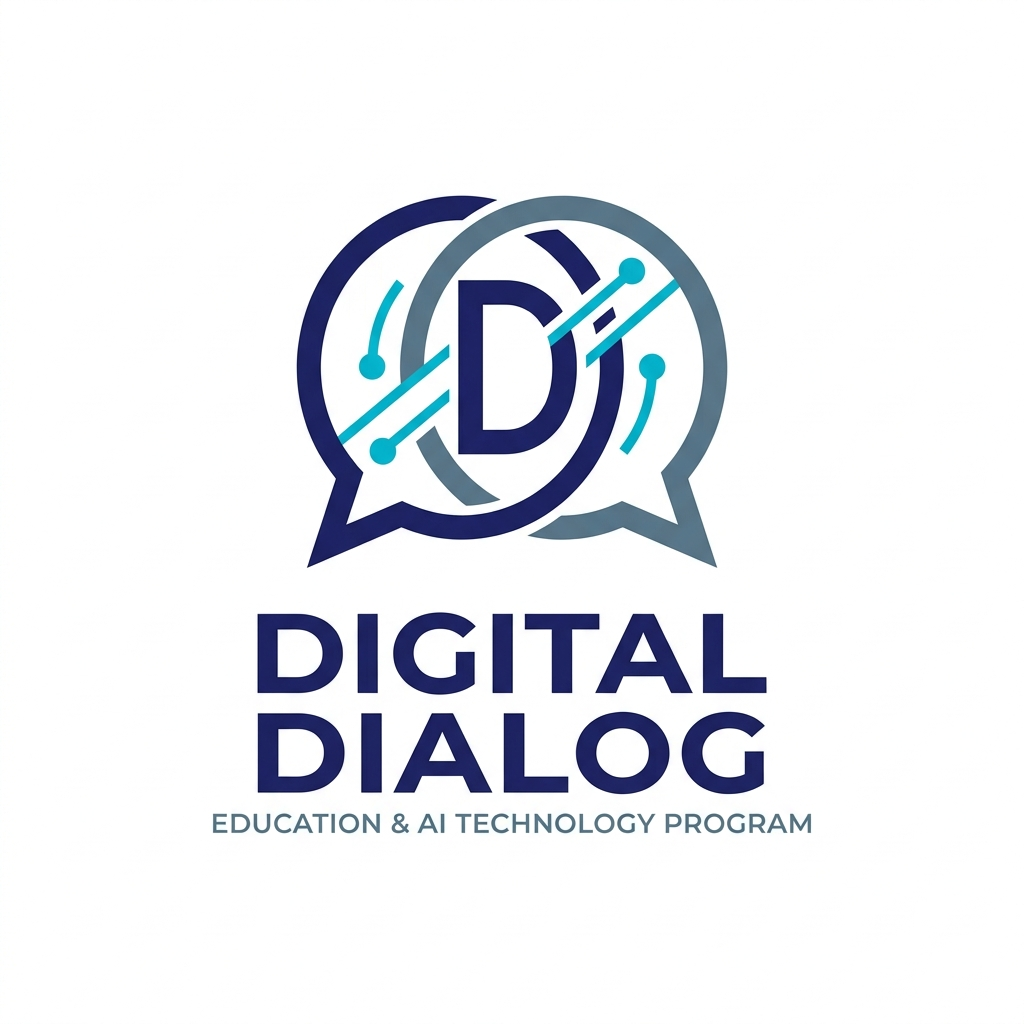 D
DIGITAL
DIALOG
EDUCATION & AI TECHNOLOGY PROGRAM